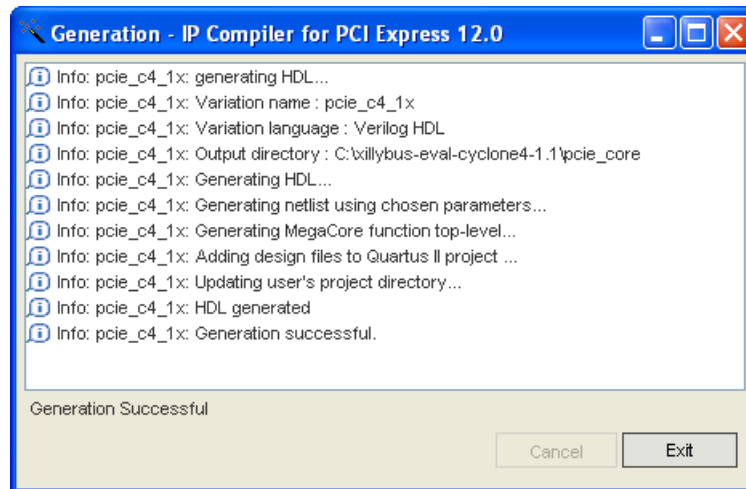 Generation - IP Compiler for PCI Express 12.0
Info: pcie_c4_1x: generating HDL...
Info: pcie_c4_1x: Variation name : pcie_c4_1x
Info: pcie_c4_1x: Variation language : Verilog HDL
Info: pcie_c4_1x: Output directory : C:\xillybus-eval-cyclone4-1.1\pcie_core
Info: pcie_c4_1x: Generating HDL...
Info: pcie_c4_1x: Generating netlist using chosen parameters...
Info: pcie_c4_1x: Generating MegaCore function top-level...
Info: pcie_c4_1x: Adding design files to Quartus II project ...
Info: pcie_c4_1x: Updating user's project directory...
Info: pcie_c4_1x: HDL generated
Info: pcie_c4_1x: Generation successful.
Generation Successful
Cancel Exit